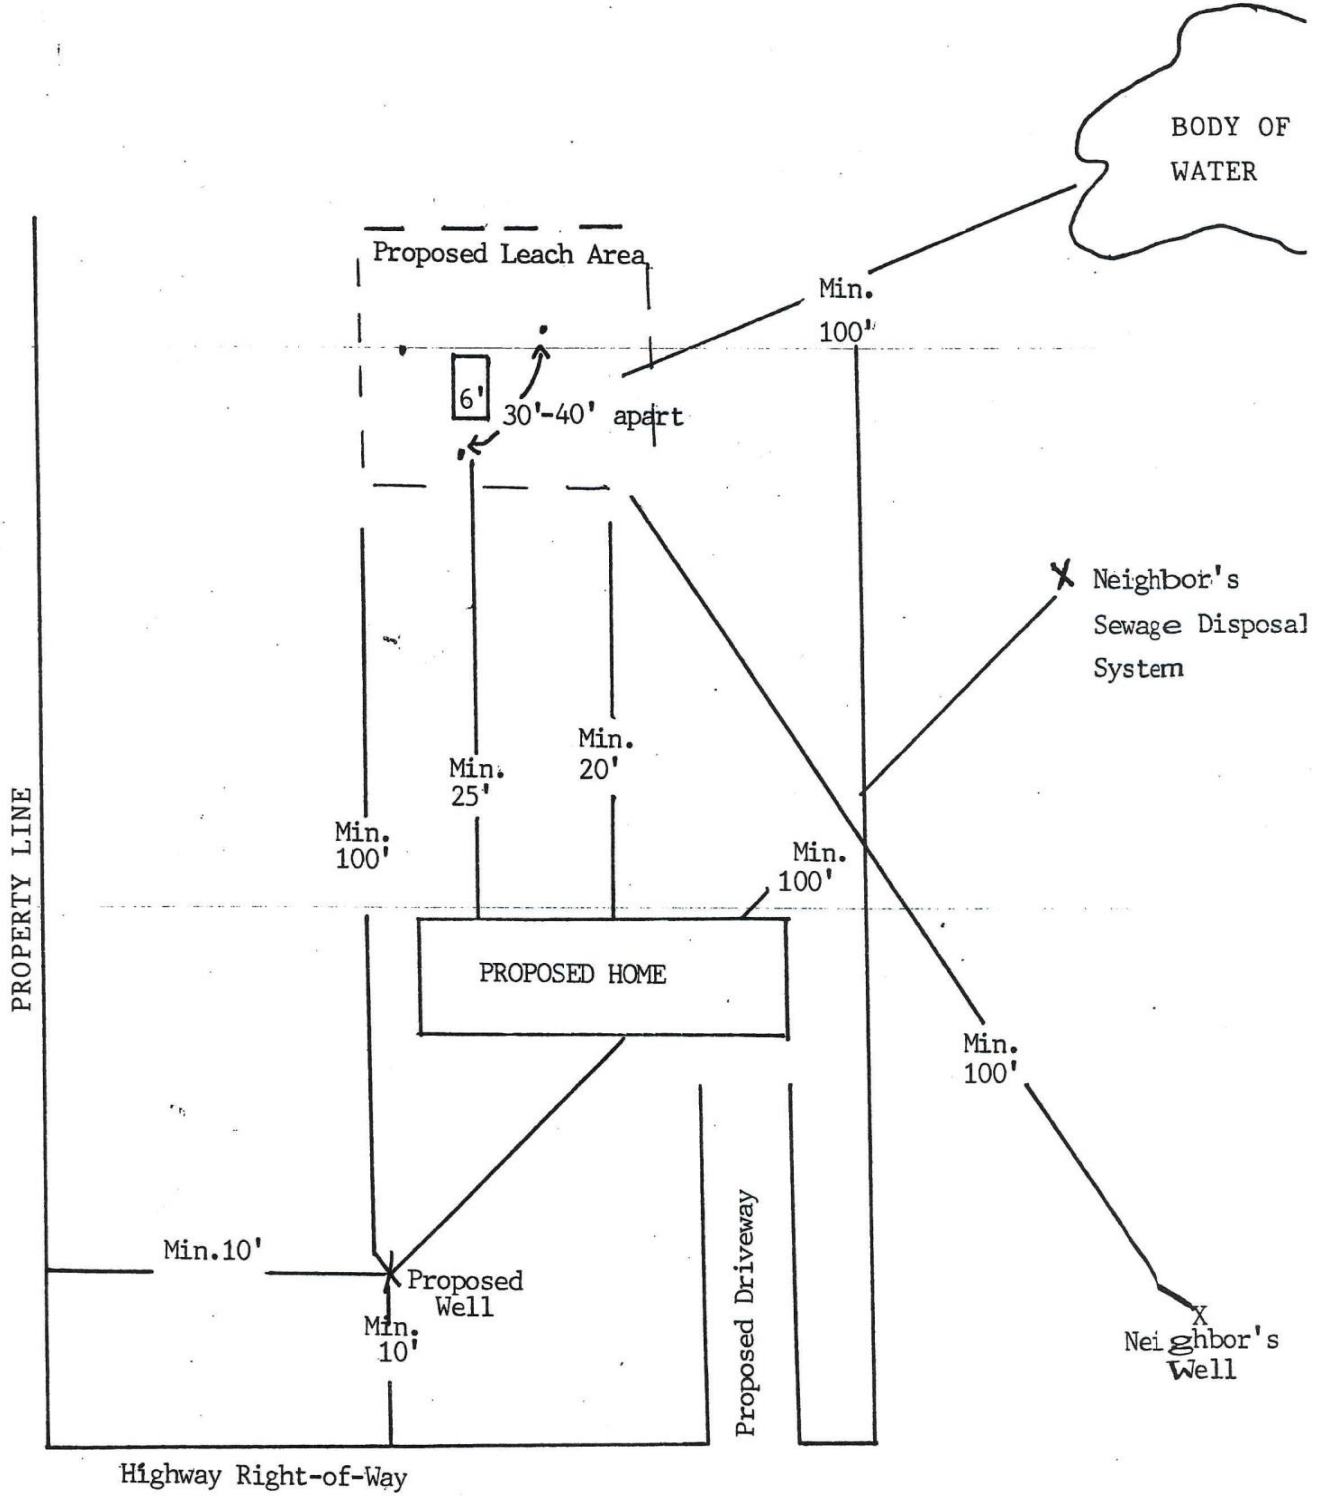 BODY OF
WATER
Proposed Leach Area
Min.
100'
6'
30'-40' apart
Neighbor's
Sewage Disposal
System
Min.
20'
Min.
25'
Min.
100'
Min.
100'
PROPERTY LINE
PROPOSED HOME
Min.
100'
Min.10'
Proposed
Well
Min.
10'
Proposed Driveway
Neighbor's
Well
Highway Right-of-Way